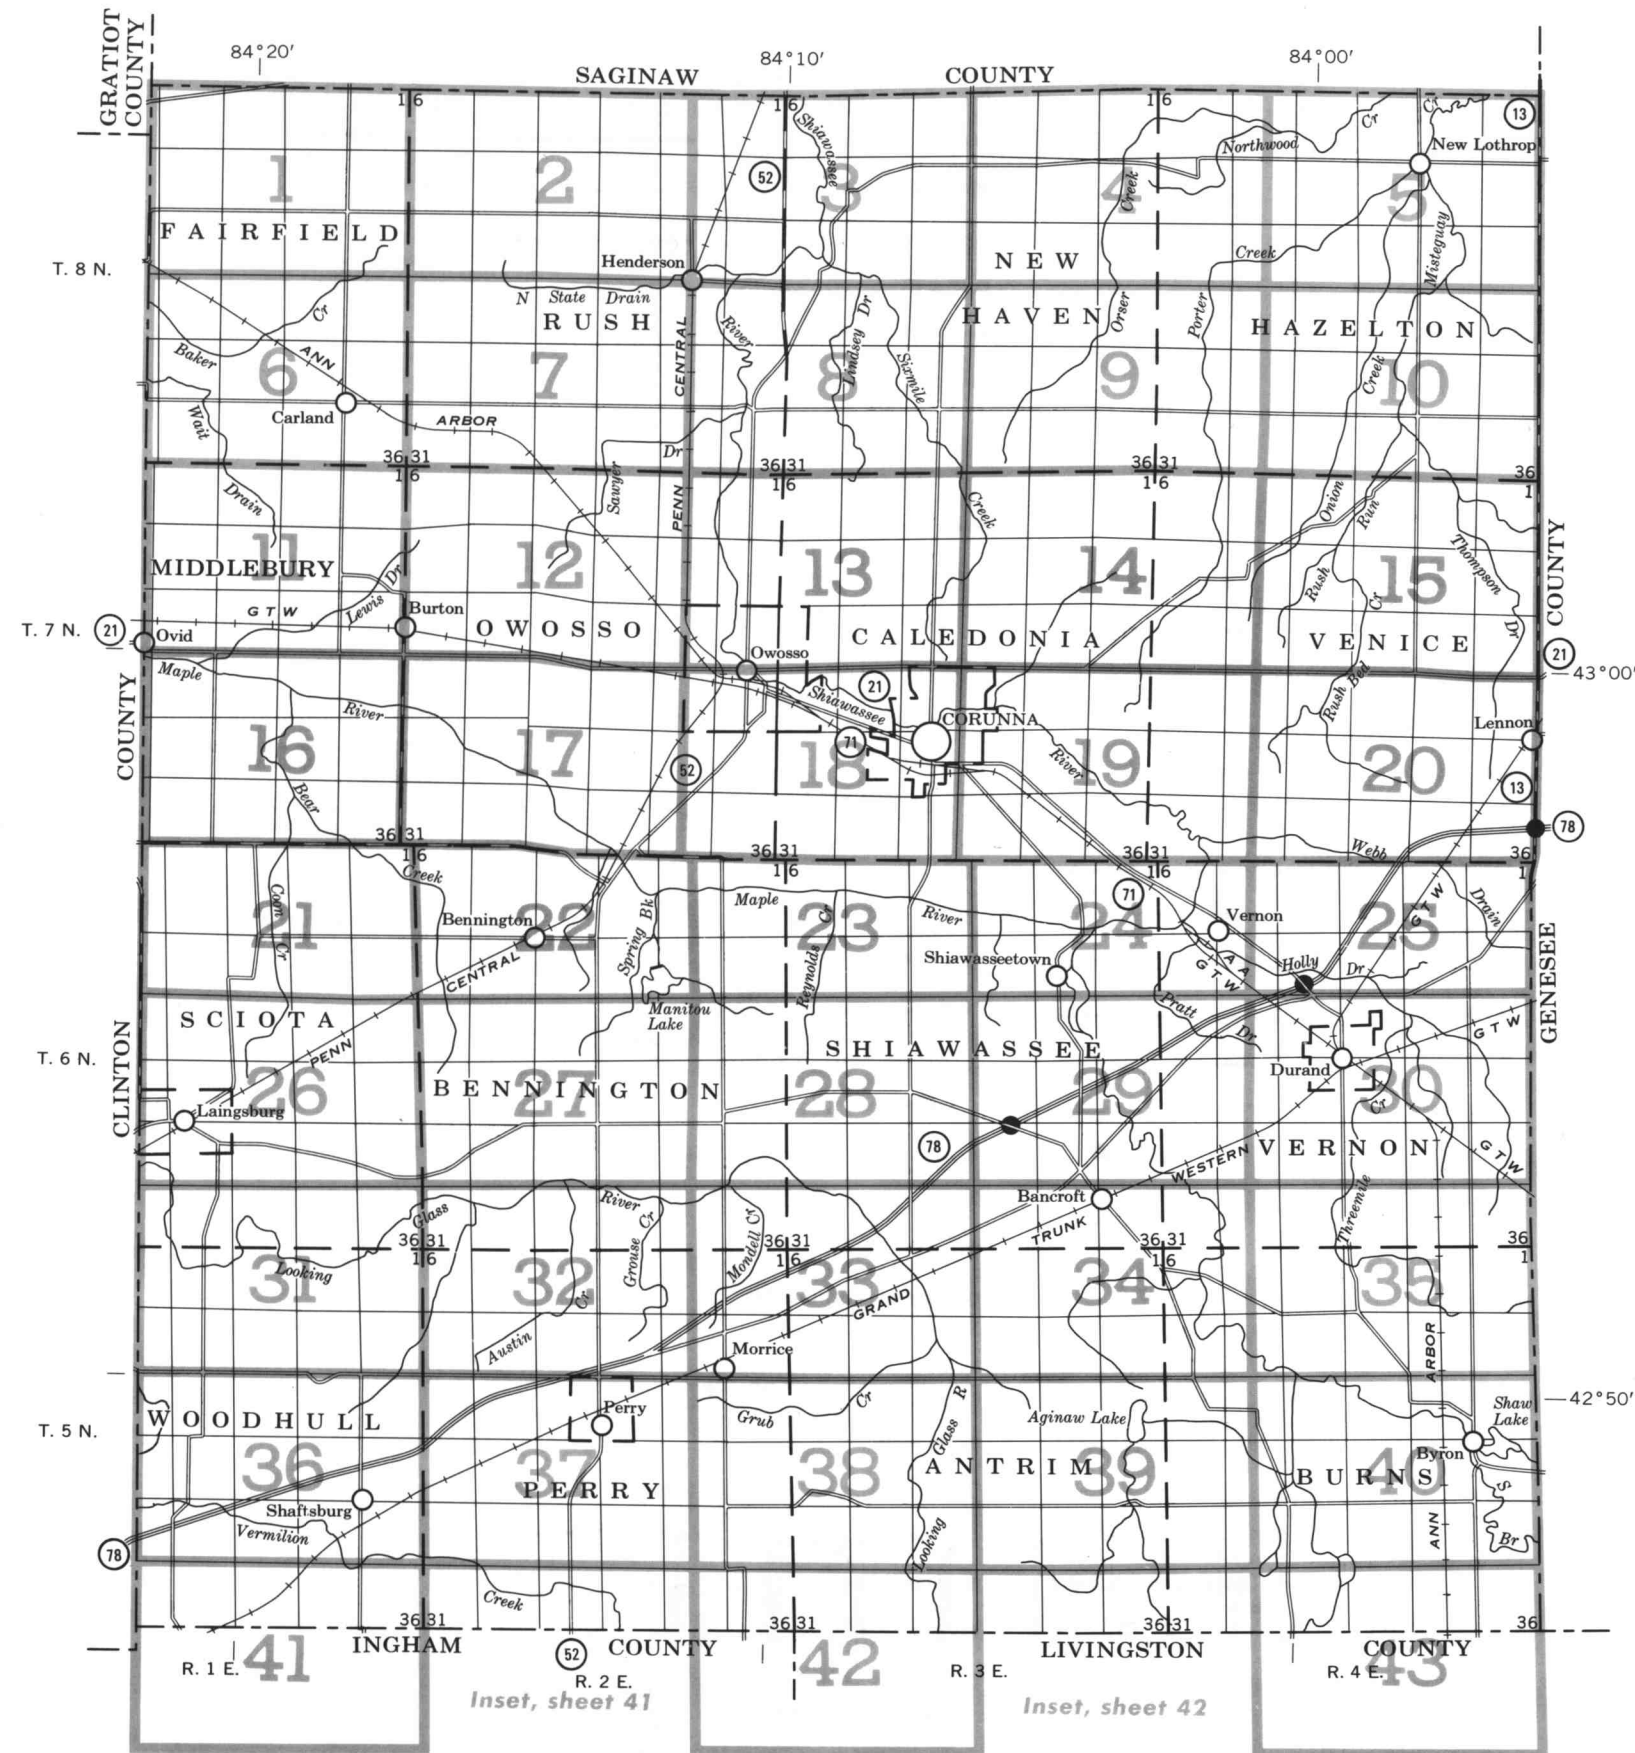 GRATIOT
COUNTY
84°20'
84°10'
84°00'
SAGINAW
COUNTY
1 6
1 6
1 6
13
Cr
Cr
New Lothrop
Northwood
Shiawassee
52
1
2
3
4
5
Creek
FAIRFIELD
Misteguay
T. 8 N.
Henderson
NEW
Creek
N State Drain
RUSH
Cr
River
Dr
Lindsey
HAVEN
Orser
Porter
HAZELTON
Baker
ANN
CENTRAL
Sixmile
Creek
6
7
8
9
10
Wait
Carland
ARBOR
Dr
36 31
1 6
36 31
1 6
36 31
1 6
36
1
Drain
Sawyer
PENN
Creek
Onion
Run
COUNTY
MIDDLEBURY
11
12
13
14
15
Thompson
Rush
Cr
Dr
Lewis
Dr
GTW
Burton
T. 7 N.
21
Ovid
OWOSSO
Owosso
CALEDONIA
VENICE
21
43°00'
Maple
River
COUNTY
Shiawassee
21
CORUNNA
Rush Bed
Lennon
16
17
18
19
20
71
52
River
13
78
Bear
36 31
1 6
36 31
1 6
36 31
1 6
36
1
Webb
Creek
Coon
Cr
Maple
River
71
Drain
GTW
GTW
Bennington
Spring Bk
Reynolds
Cr
Vernon
21
22
23
24
25
Shiawasseetown
A A
GTW
Holly
Dr
GENESEE
CENTRAL
Manitou
Lake
Pratt
Dr
GTW
SCIOTA
PENN
T. 6 N.
SHIAWASSEE
Durand
CLINTON
BENNINGTON
26
27
28
29
30
Laingsburg
Cr
78
VERNON
GTW
WESTERN
Bancroft
TRUNK
River
Glass
Threemile
36 31
1 6
36 31
1 6
36 31
1 6
36
1
Looking
Grouse Cr
Mondell Cr
31
32
33
34
35
Cr
GRAND
Austin
Morrice
ARBOR
42°50'
WOODHULL
T. 5 N.
Perry
Grub
Cr
R
Glass
Aginaw Lake
Shaw
Lake
Byron
36
37
38
39
40
PERRY
ANTRIM
BURNS
Shaftsburg
Vermilion
S
Br
ANN
Looking
78
Creek
36 31
36 31
36 31
36
INGHAM
COUNTY
LIVINGSTON
COUNTY
52
41
42
43
R. 1 E.
R. 2 E.
R. 3 E.
R. 4 E.
Inset, sheet 41
Inset, sheet 42